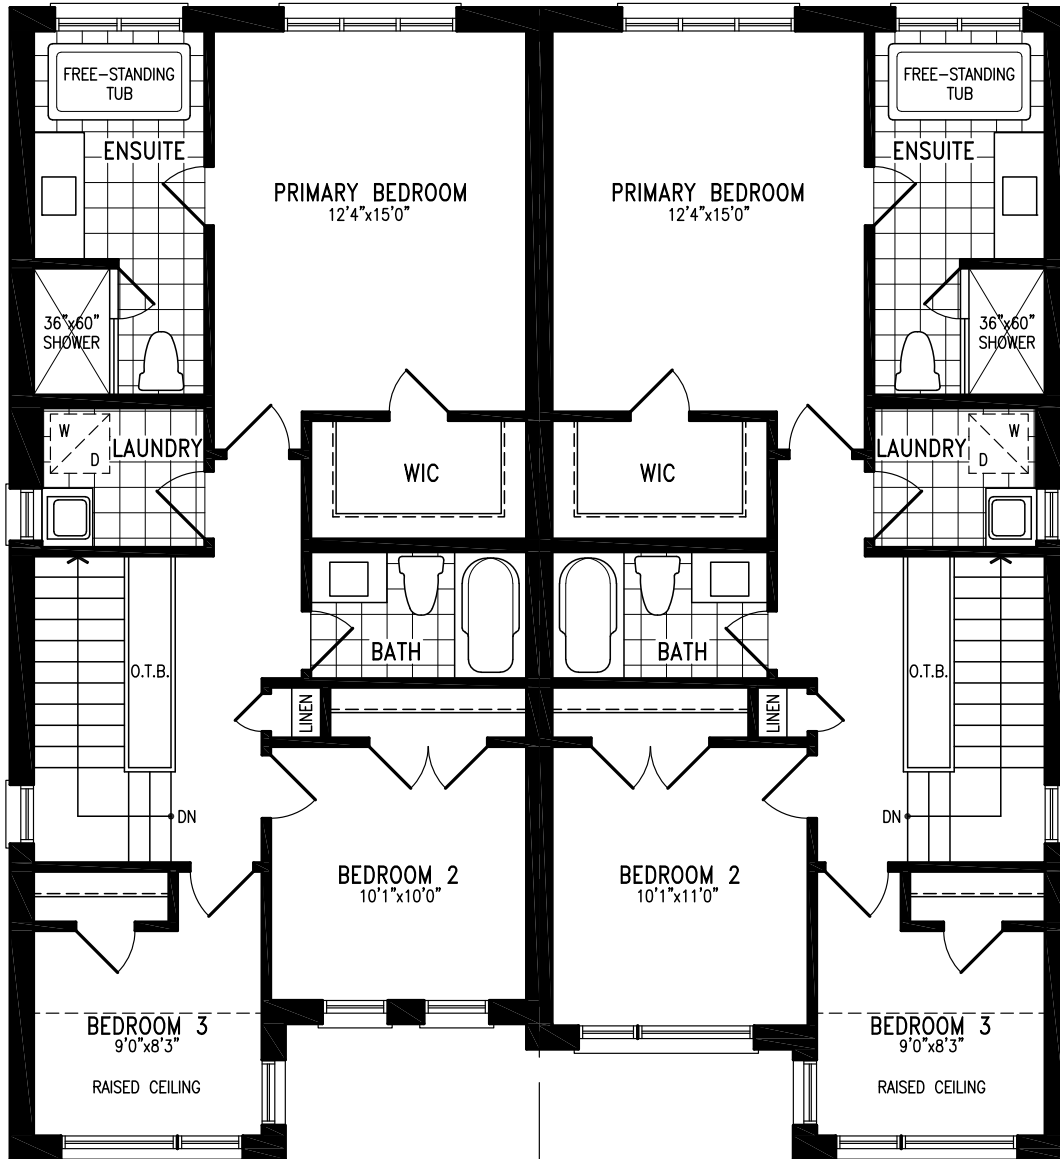 FREE-STANDING
TUB
ENSUITE
PRIMARY BEDROOM
12'4"x15'0"
36"x60"
SHOWER
W
D
LAUNDRY
WIC
BATH
O.T.B.
LINEN
DN
BEDROOM 2
10'1"x10'0"
BEDROOM 3
9'0"x8'3"
RAISED CEILING
FREE-STANDING
TUB
ENSUITE
PRIMARY BEDROOM
12'4"x15'0"
36"x60"
SHOWER
W
D
LAUNDRY
WIC
BATH
O.T.B.
LINEN
DN
BEDROOM 2
10'1"x11'0"
BEDROOM 3
9'0"x8'3"
RAISED CEILING